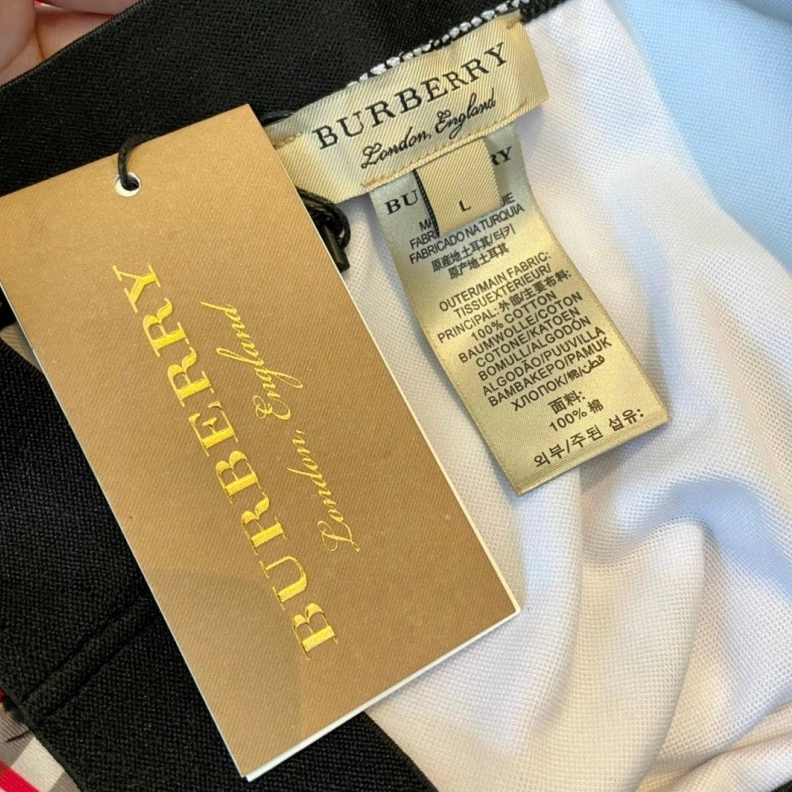 BURBERRY
London, England
BURBERRY
London, England
L
BU RY
FABRICADO NA TURQUIA
原産地土耳其/터키
原产地土耳其
OUTER/MAIN FABRIC:
TISSUEXTÉRIEUR/
PRINCIPAL:外部/主要布料:
100% COTTON
BAUMWOLLE/COTON
COTONE/KATOEN
BOMULL/ALGODÓN
ALGODÃO/PUUVILLA
BAMBAKEPO/PAMUK
ХЛОПОК/棉/قطن
面料:
100% 棉
외부/주된 섬유: